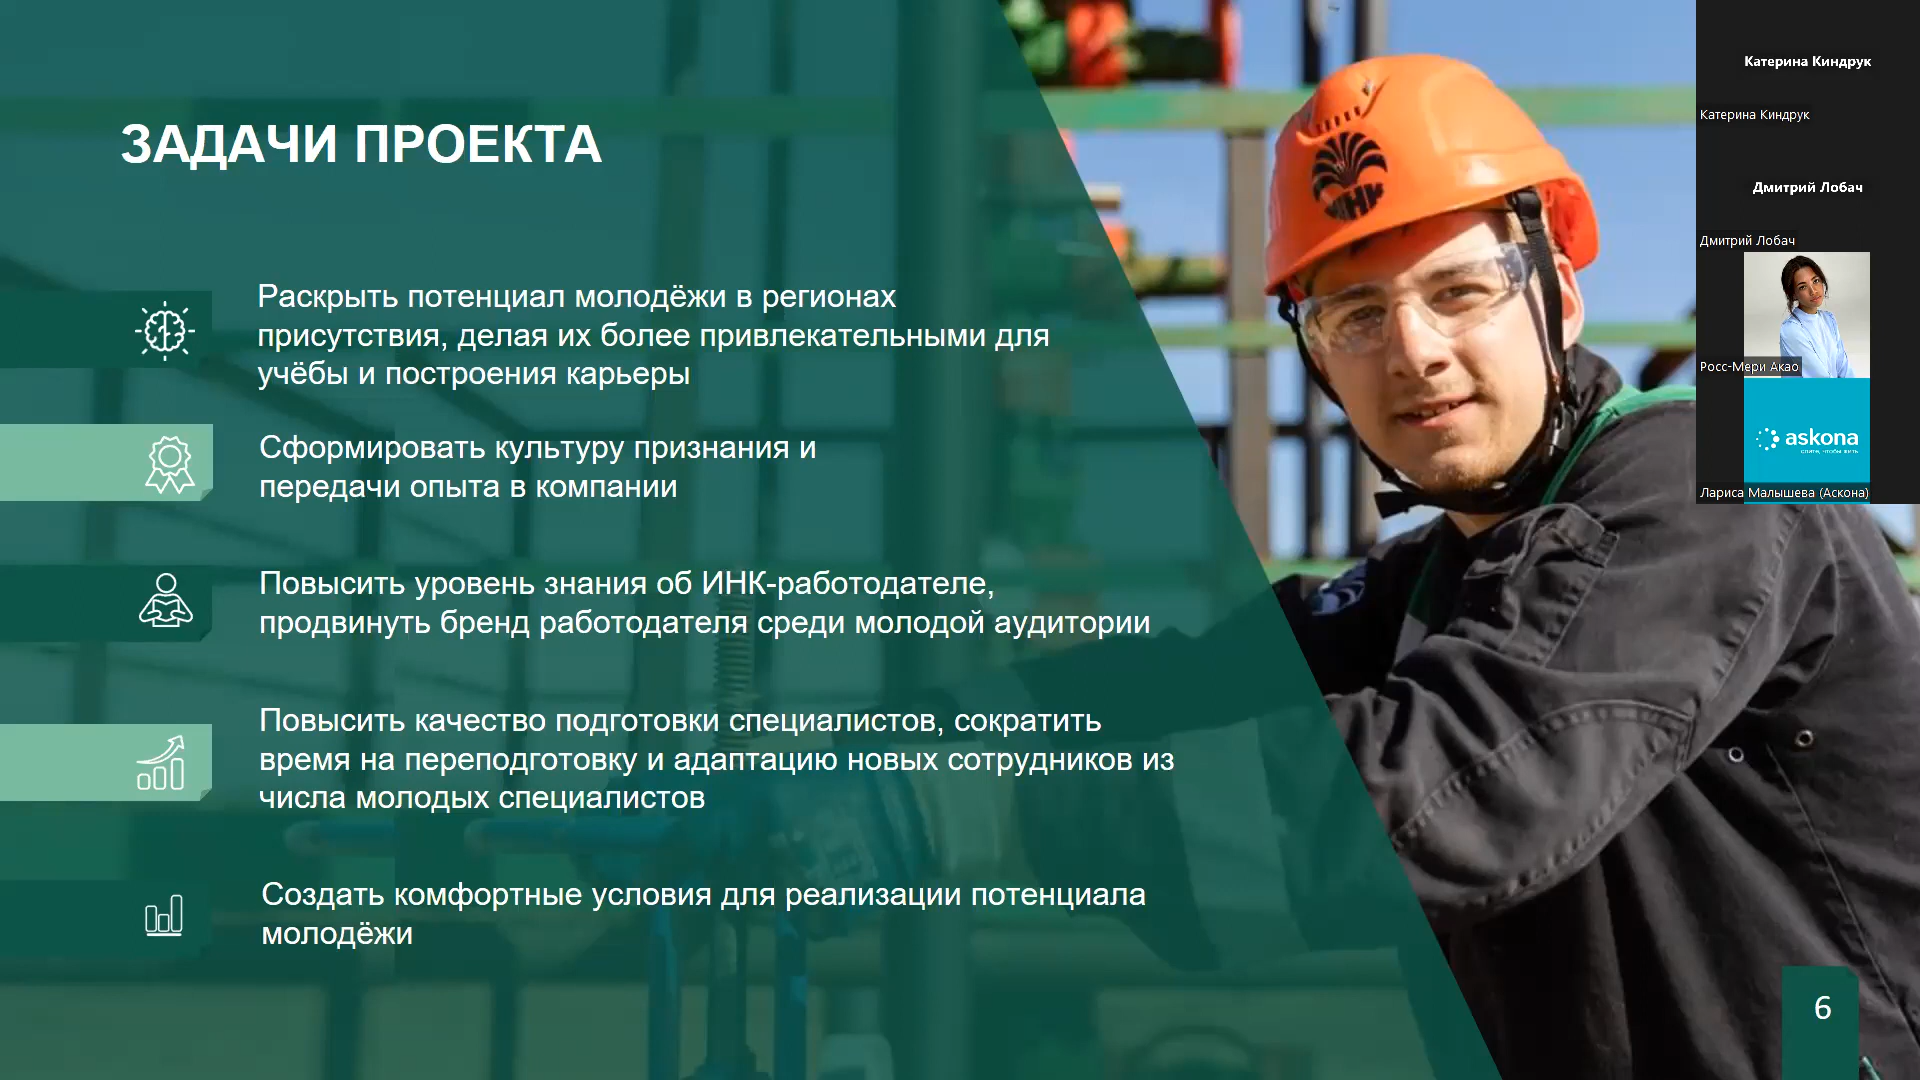 ЗАДАЧИ ПРОЕКТА
Раскрыть потенциал молодёжи в регионах
присутствия, делая их более привлекательными для
учёбы и построения карьеры
Сформировать культуру признания и
передачи опыта в компании
Повысить уровень знания об ИНК-работодателе,
продвинуть бренд работодателя среди молодой аудитории
Повысить качество подготовки специалистов, сократить
время на переподготовку и адаптацию новых сотрудников из
числа молодых специалистов
Создать комфортные условия для реализации потенциала
молодёжи
ИНК
Катерина Киндрук
Катерина Киндрук
Дмитрий Лобач
Дмитрий Лобач
Росс-Мери Акао
askona
спите, чтобы жить
Лариса Малышева (Аскона)
6